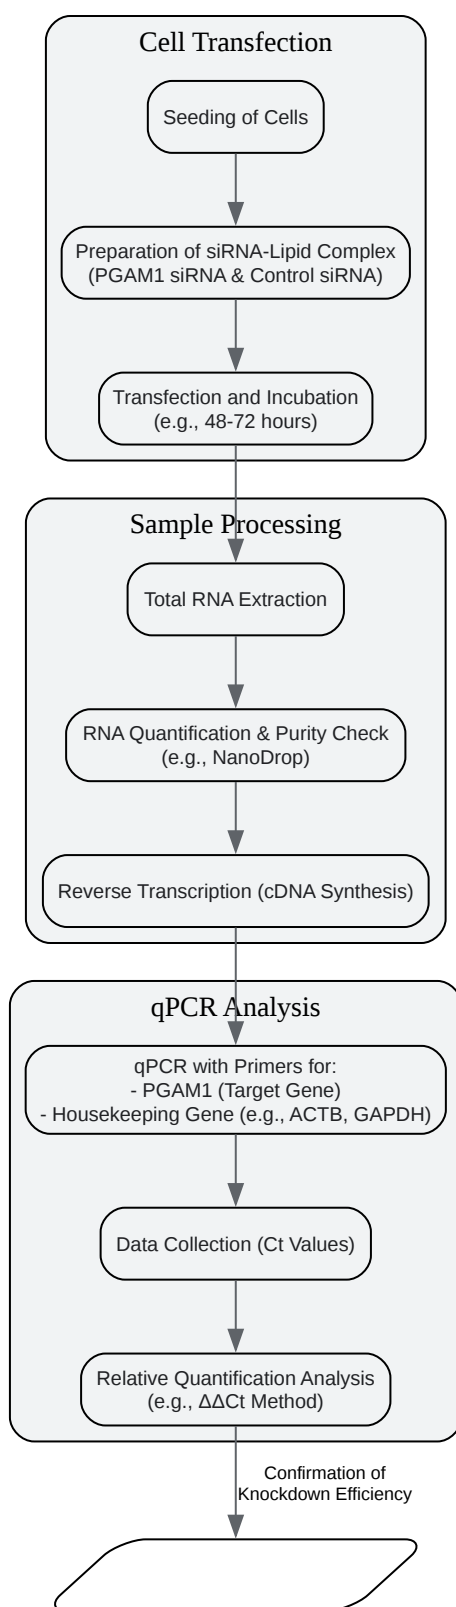 Cell Transfection
Seeding of Cells
Preparation of siRNA-Lipid Complex
(PGAM1 siRNA & Control siRNA)
Transfection and Incubation
(e.g., 48-72 hours)
Sample Processing
Total RNA Extraction
RNA Quantification & Purity Check
(e.g., NanoDrop)
Reverse Transcription (cDNA Synthesis)
qPCR Analysis
qPCR with Primers for:
- PGAM1 (Target Gene)
- Housekeeping Gene (e.g., ACTB, GAPDH)
Data Collection (Ct Values)
Relative Quantification Analysis
(e.g., ΔΔCt Method)
Confirmation of
Knockdown Efficiency